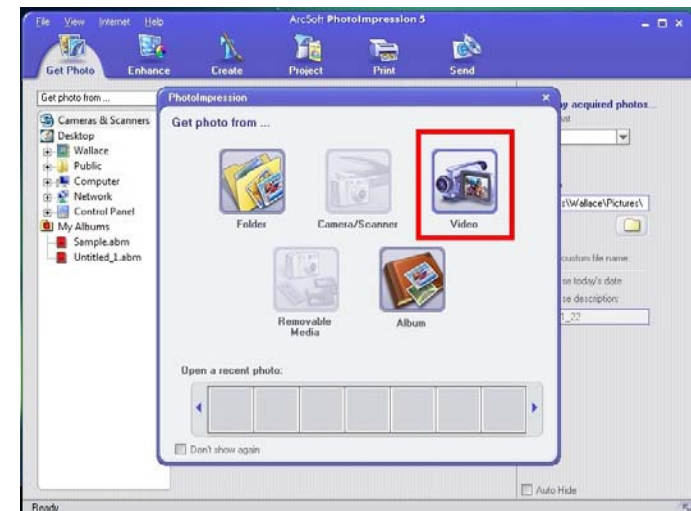 File View Internet Help
ArcSoft PhotoImpression 5
Get Photo Enhance Create Project Print Send
Get photo from ...
Cameras & Scanners
Desktop
Wallace
Public
Computer
Network
Control Panel
My Albums
Sample.abm
Untitled_1.abm
PhotoImpression
Get photo from ...
Folder
Camera/Scanner
Video
Removable
Media
Album
Open a recent photo:
Don't show again
acquired photos...
\Wallace\Pictures\
custom file name.
today's date
description:
1_22
Auto Hide
Ready